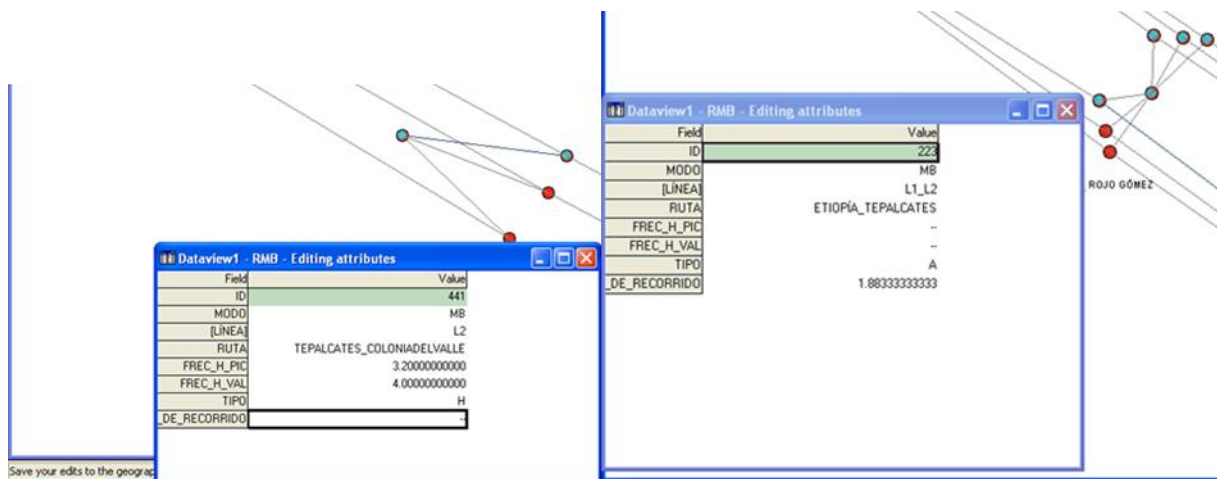 Dataview1 - RMB - Editing attributes
Field Value
ID 441
MODO MB
[LÍNEA] L2
RUTA TEPALCATES_COLONIADELVALLE
FREC_H_PIC 3.20000000000
FREC_H_VAL 4.00000000000
TIPO H
_DE_RECORRIDO --
Save your edits to the geograp
Dataview1 - RMB - Editing attributes
Field Value
ID 223
MODO MB
[LÍNEA] L1_L2
RUTA ETIOPÍA_TEPALCATES
FREC_H_PIC --
FREC_H_VAL --
TIPO A
_DE_RECORRIDO 1.88333333333
ROJO GÓMEZ